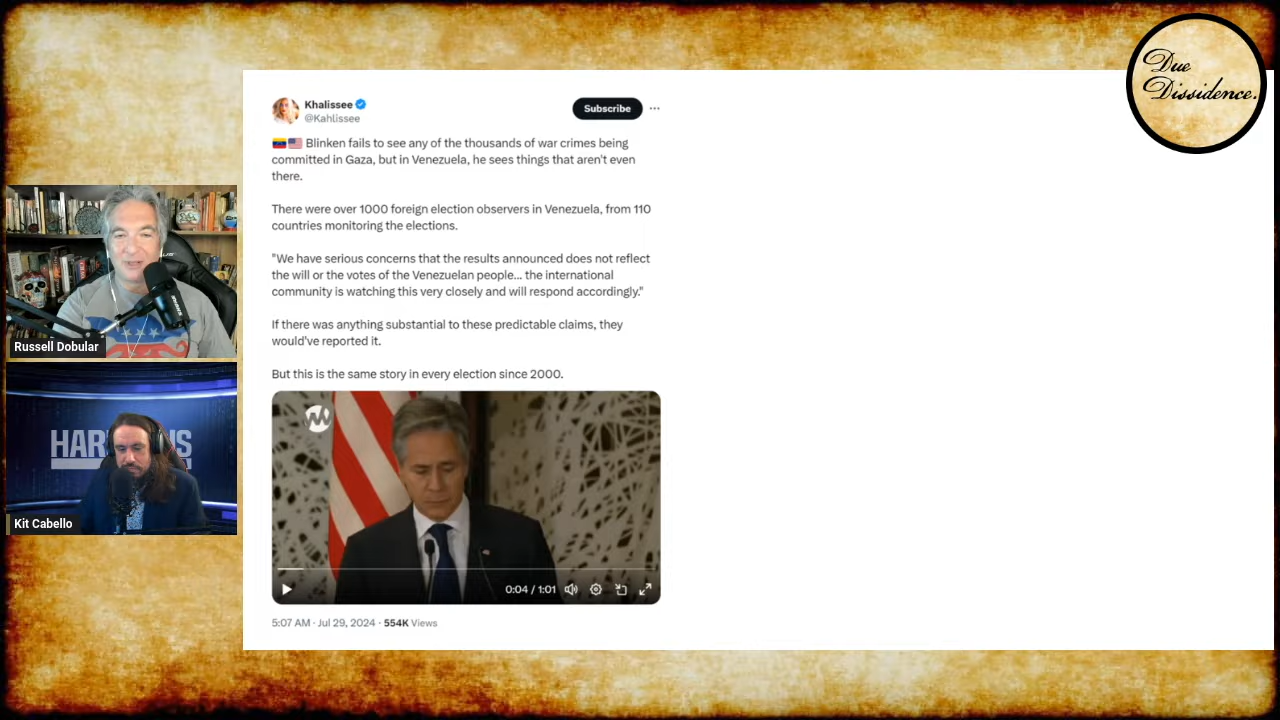 Due
Dissidence.
Khalissee
@Kahlissee
Subscribe
🇻🇪🇺🇸 Blinken fails to see any of the thousands of war crimes being
committed in Gaza, but in Venezuela, he sees things that aren't even
there.
There were over 1000 foreign election observers in Venezuela, from 110
countries monitoring the elections.
"We have serious concerns that the results announced does not reflect
the will or the votes of the Venezuelan people... the international
community is watching this very closely and will respond accordingly."
If there was anything substantial to these predictable claims, they
would've reported it.
But this is the same story in every election since 2000.
0:04 / 1:01
5:07 AM · Jul 29, 2024 · 554K Views
Russell Dobular
Kit Cabello